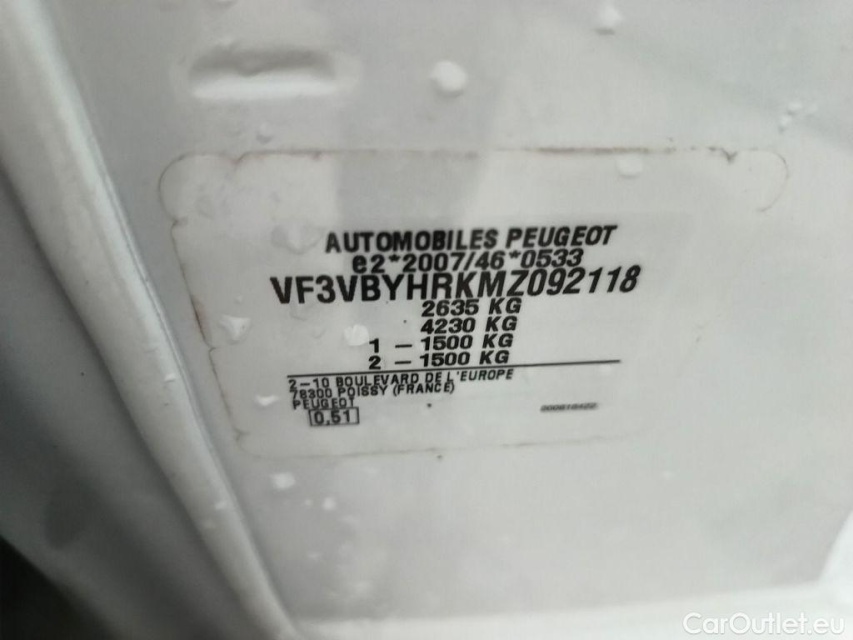 AUTOMOBILES PEUGEOT
e2*2007/46*0533
VF3VBYHRKMZ092118
2635 KG
4230 KG
1 – 1500 KG
2 – 1500 KG
2–10 BOULEVARD DE L'EUROPE
78300 POISSY (FRANCE)
PEUGEOT
0,51
CarOutlet.eu